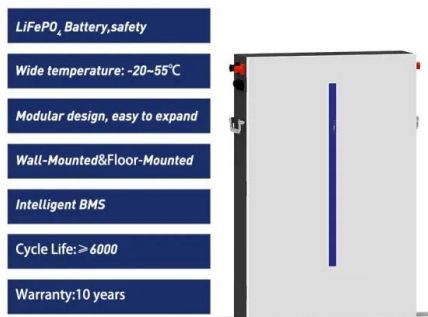 LiFePO₄ Battery,safety
Wide temperature: -20~55℃
Modular design, easy to expand
Wall-Mounted&Floor-Mounted
Intelligent BMS
Cycle Life:≥6000
Warranty:10 years